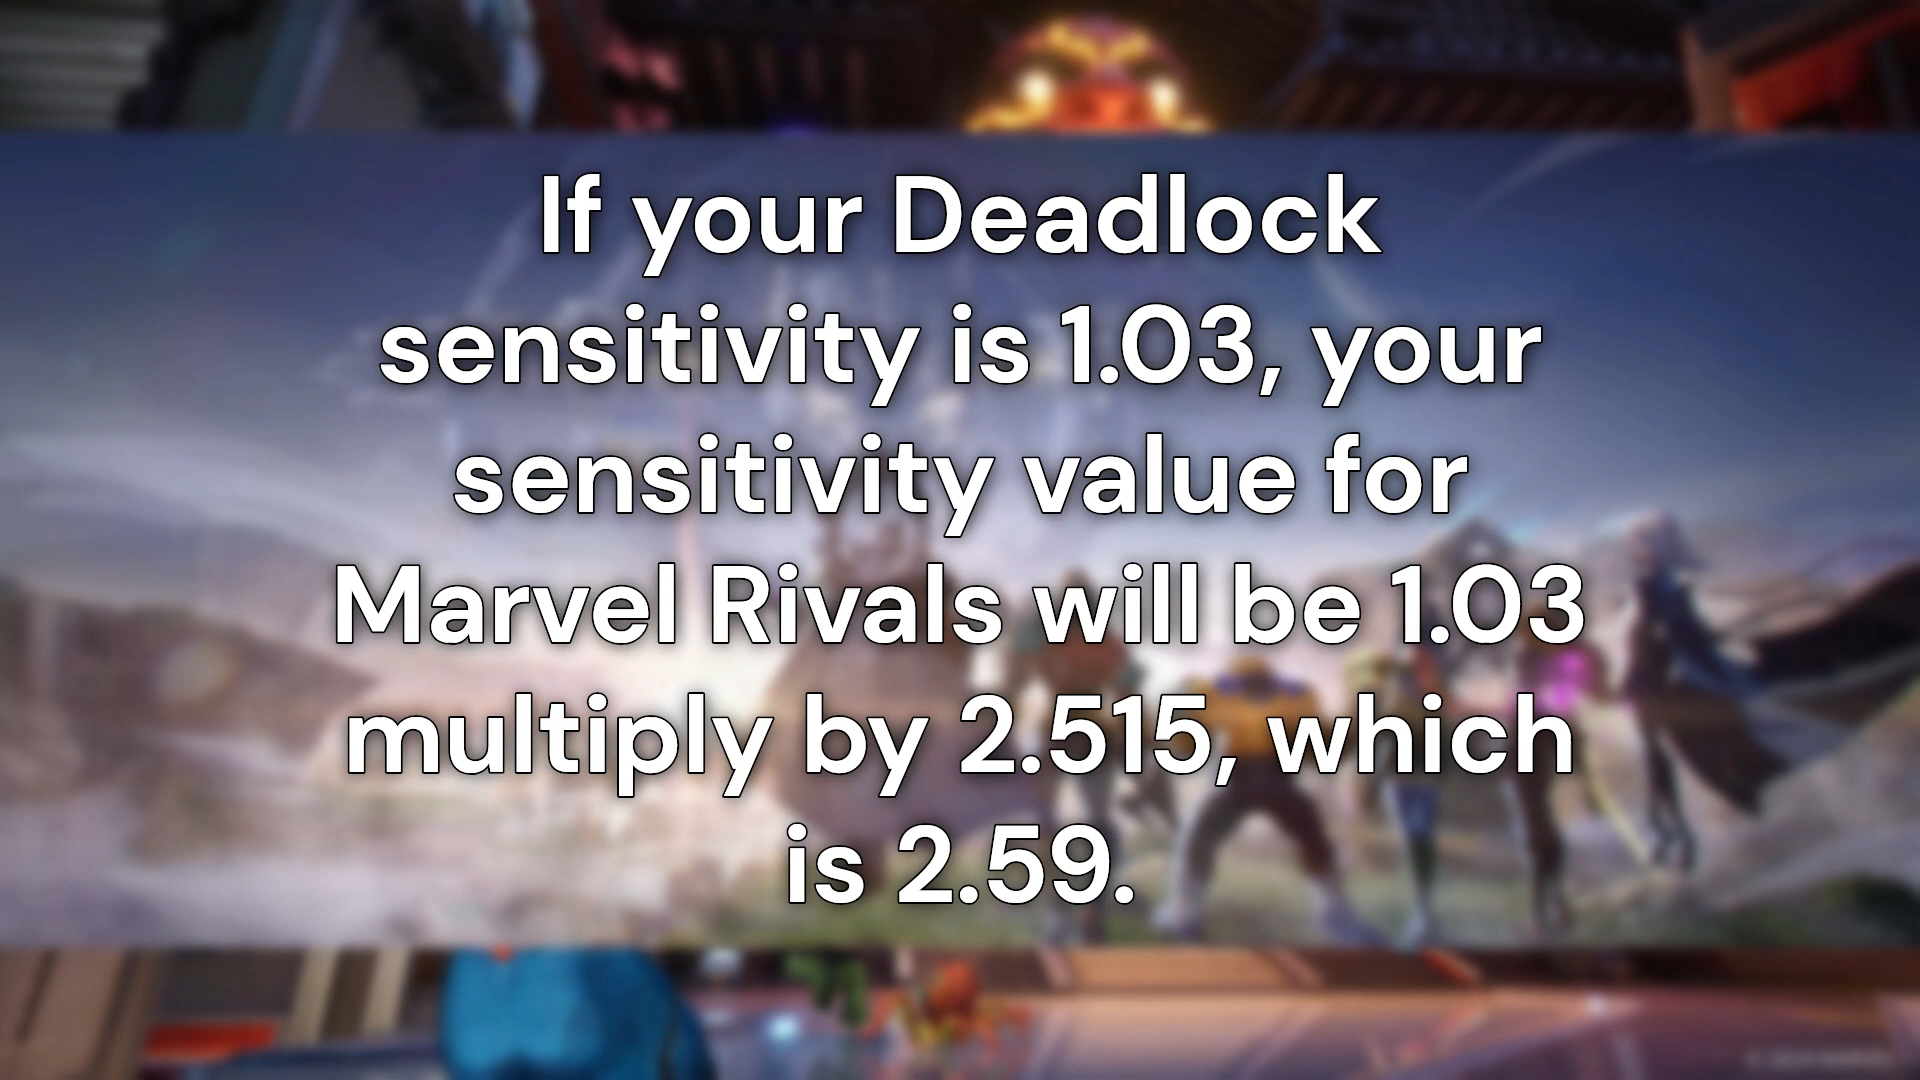 If your Deadlock
sensitivity is 1.03, your
sensitivity value for
Marvel Rivals will be 1.03
multiply by 2.515, which
is 2.59.